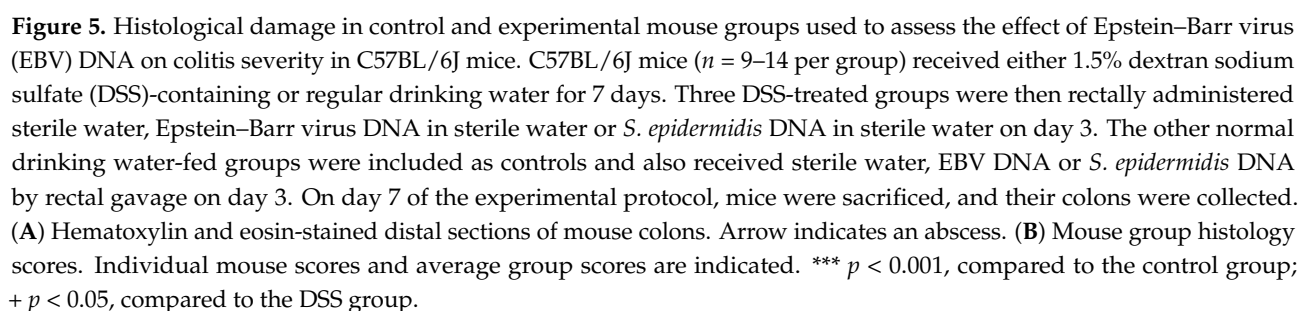 Figure 5. Histological damage in control and experimental mouse groups used to assess the effect of Epstein–Barr virus
(EBV) DNA on colitis severity in C57BL/6J mice. C57BL/6J mice (n = 9–14 per group) received either 1.5% dextran sodium
sulfate (DSS)-containing or regular drinking water for 7 days. Three DSS-treated groups were then rectally administered
sterile water, Epstein–Barr virus DNA in sterile water or S. epidermidis DNA in sterile water on day 3. The other normal
drinking water-fed groups were included as controls and also received sterile water, EBV DNA or S. epidermidis DNA
by rectal gavage on day 3. On day 7 of the experimental protocol, mice were sacrificed, and their colons were collected.
(A) Hematoxylin and eosin-stained distal sections of mouse colons. Arrow indicates an abscess. (B) Mouse group histology
scores. Individual mouse scores and average group scores are indicated. *** p < 0.001, compared to the control group;
+ p < 0.05, compared to the DSS group.